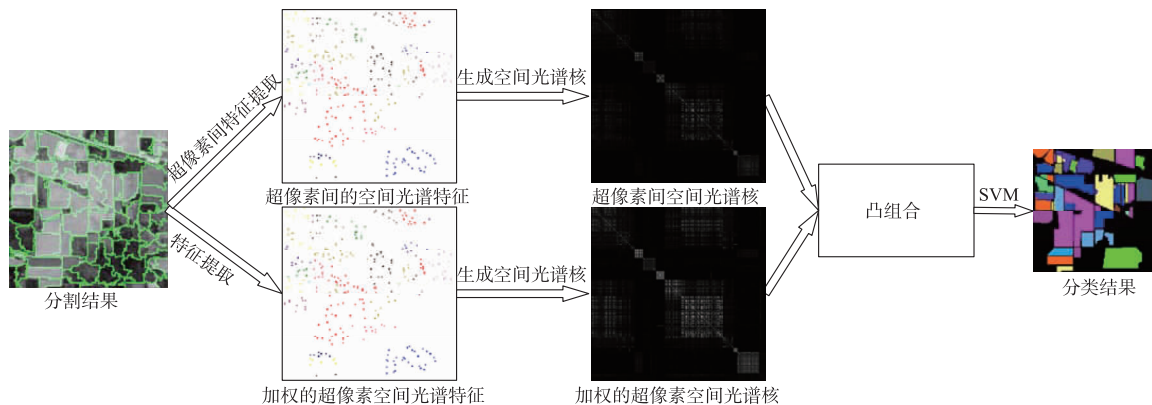 分割结果
超像素间特征提取
特征提取
超像素间的空间光谱特征
加权的超像素空间光谱特征
生成空间光谱核
生成空间光谱核
超像素间空间光谱核
加权的超像素空间光谱核
凸组合
SVM
分类结果